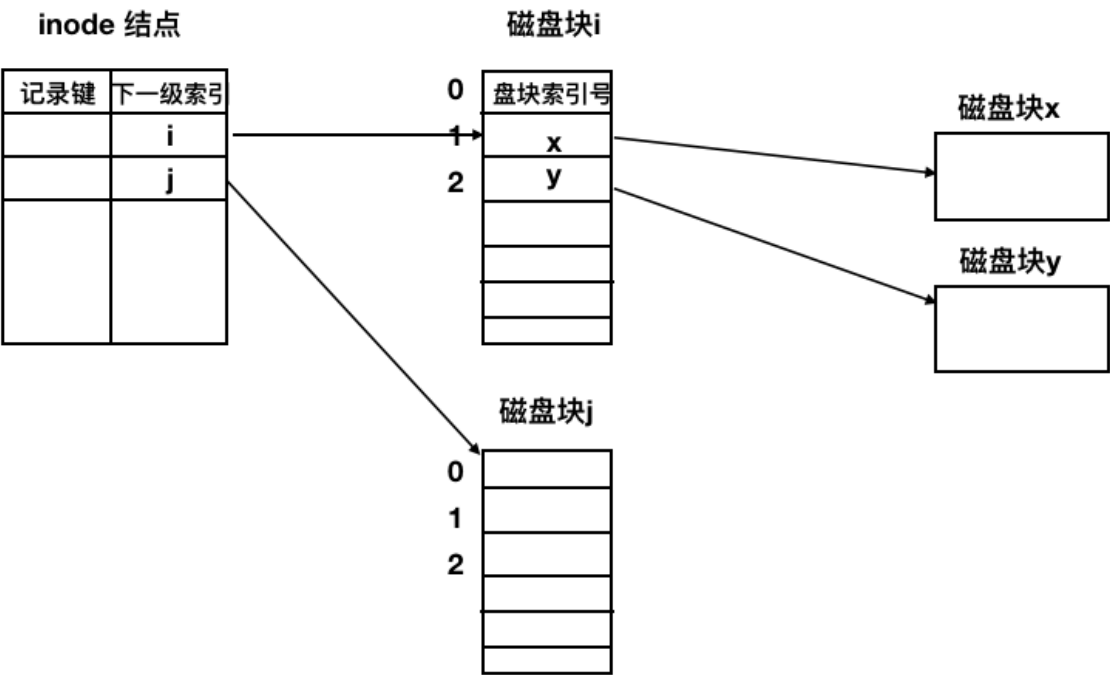 inode 结点
记录键 下一级索引
i
j
磁盘块i
0 盘块索引号
1 x
2 y
磁盘块x
磁盘块y
磁盘块j
0
1
2